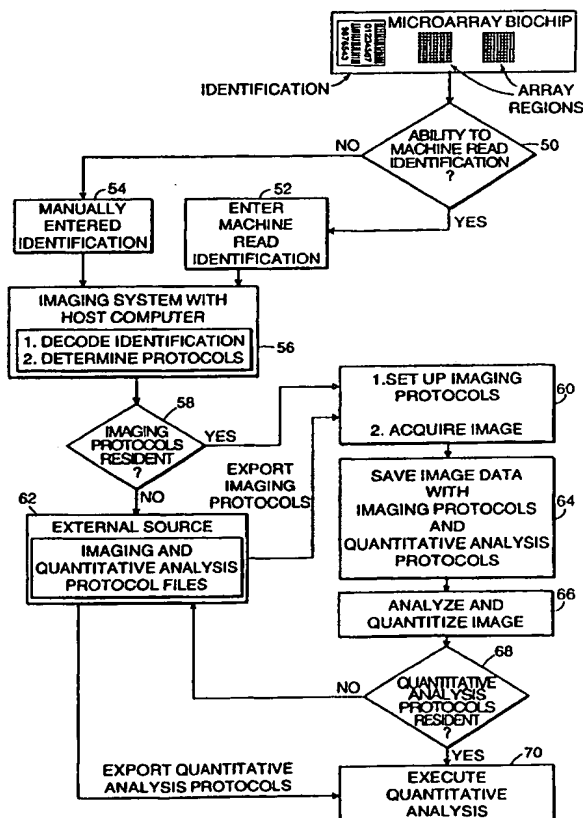 MICROARRAY BIOCHIP
01234567
9876543
IDENTIFICATION
ARRAY
REGIONS
50
ABILITY TO
MACHINE READ
IDENTIFICATION
?
NO
YES
54
MANUALLY
ENTERED
IDENTIFICATION
52
ENTER
MACHINE
READ
IDENTIFICATION
IMAGING SYSTEM WITH
HOST COMPUTER
1. DECODE IDENTIFICATION
2. DETERMINE PROTOCOLS
56
58
IMAGING
PROTOCOLS
RESIDENT
?
YES
NO
EXPORT
IMAGING
PROTOCOLS
60
1.SET UP IMAGING
PROTOCOLS
2. ACQUIRE IMAGE
62
EXTERNAL SOURCE
IMAGING AND
QUANTITATIVE ANALYSIS
PROTOCOL FILES
SAVE IMAGE DATA
WITH
IMAGING PROTOCOLS
AND
QUANTITATIVE ANALYSIS
PROTOCOLS
64
ANALYZE AND
QUANTITIZE IMAGE
66
68
QUANTITATIVE
ANALYSIS
PROTOCOLS
RESIDENT
?
NO
YES
EXPORT QUANTITATIVE
ANALYSIS PROTOCOLS
70
EXECUTE
QUANTITATIVE
ANALYSIS